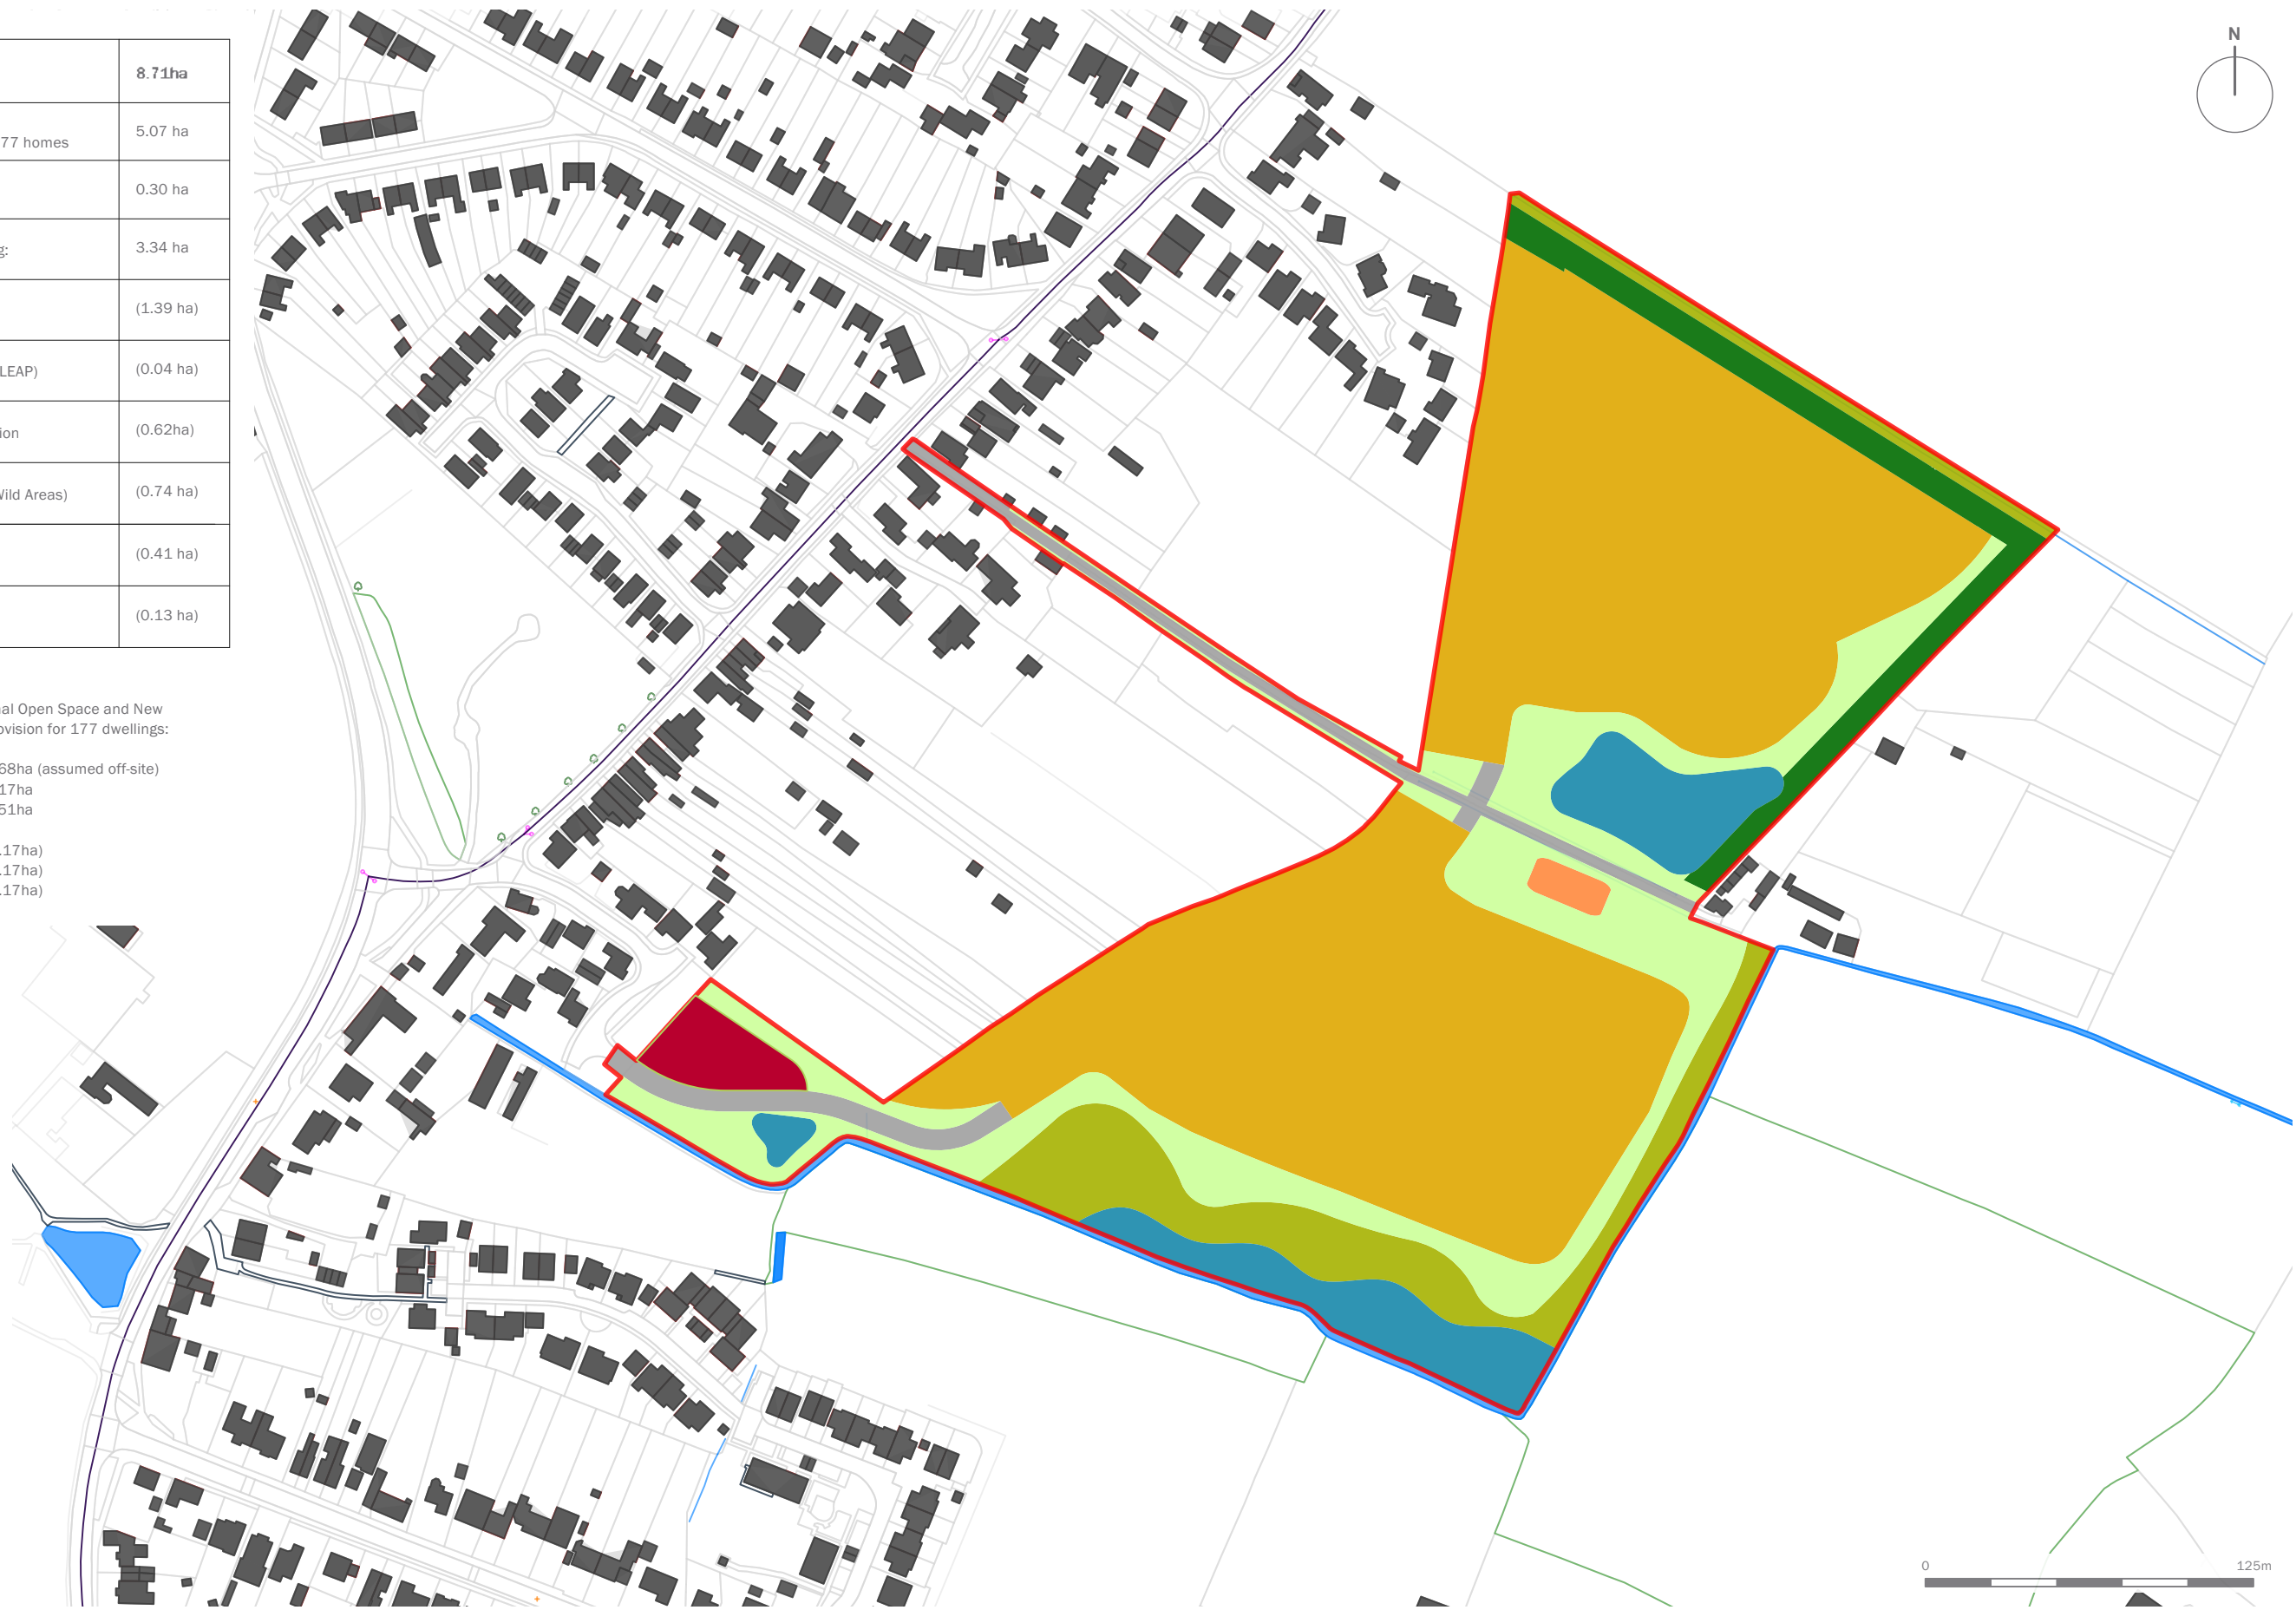 8.71ha
5.07 ha
77 homes
0.30 ha
g:
3.34 ha
(1.39 ha)
LEAP)
(0.04 ha)
ion
(0.62ha)
Wild Areas)
(0.74 ha)
(0.41 ha)
(0.13 ha)
nal Open Space and New
ovision for 177 dwellings:
68ha (assumed off-site)
17ha
51ha
.17ha)
.17ha)
.17ha)
N
0
125m